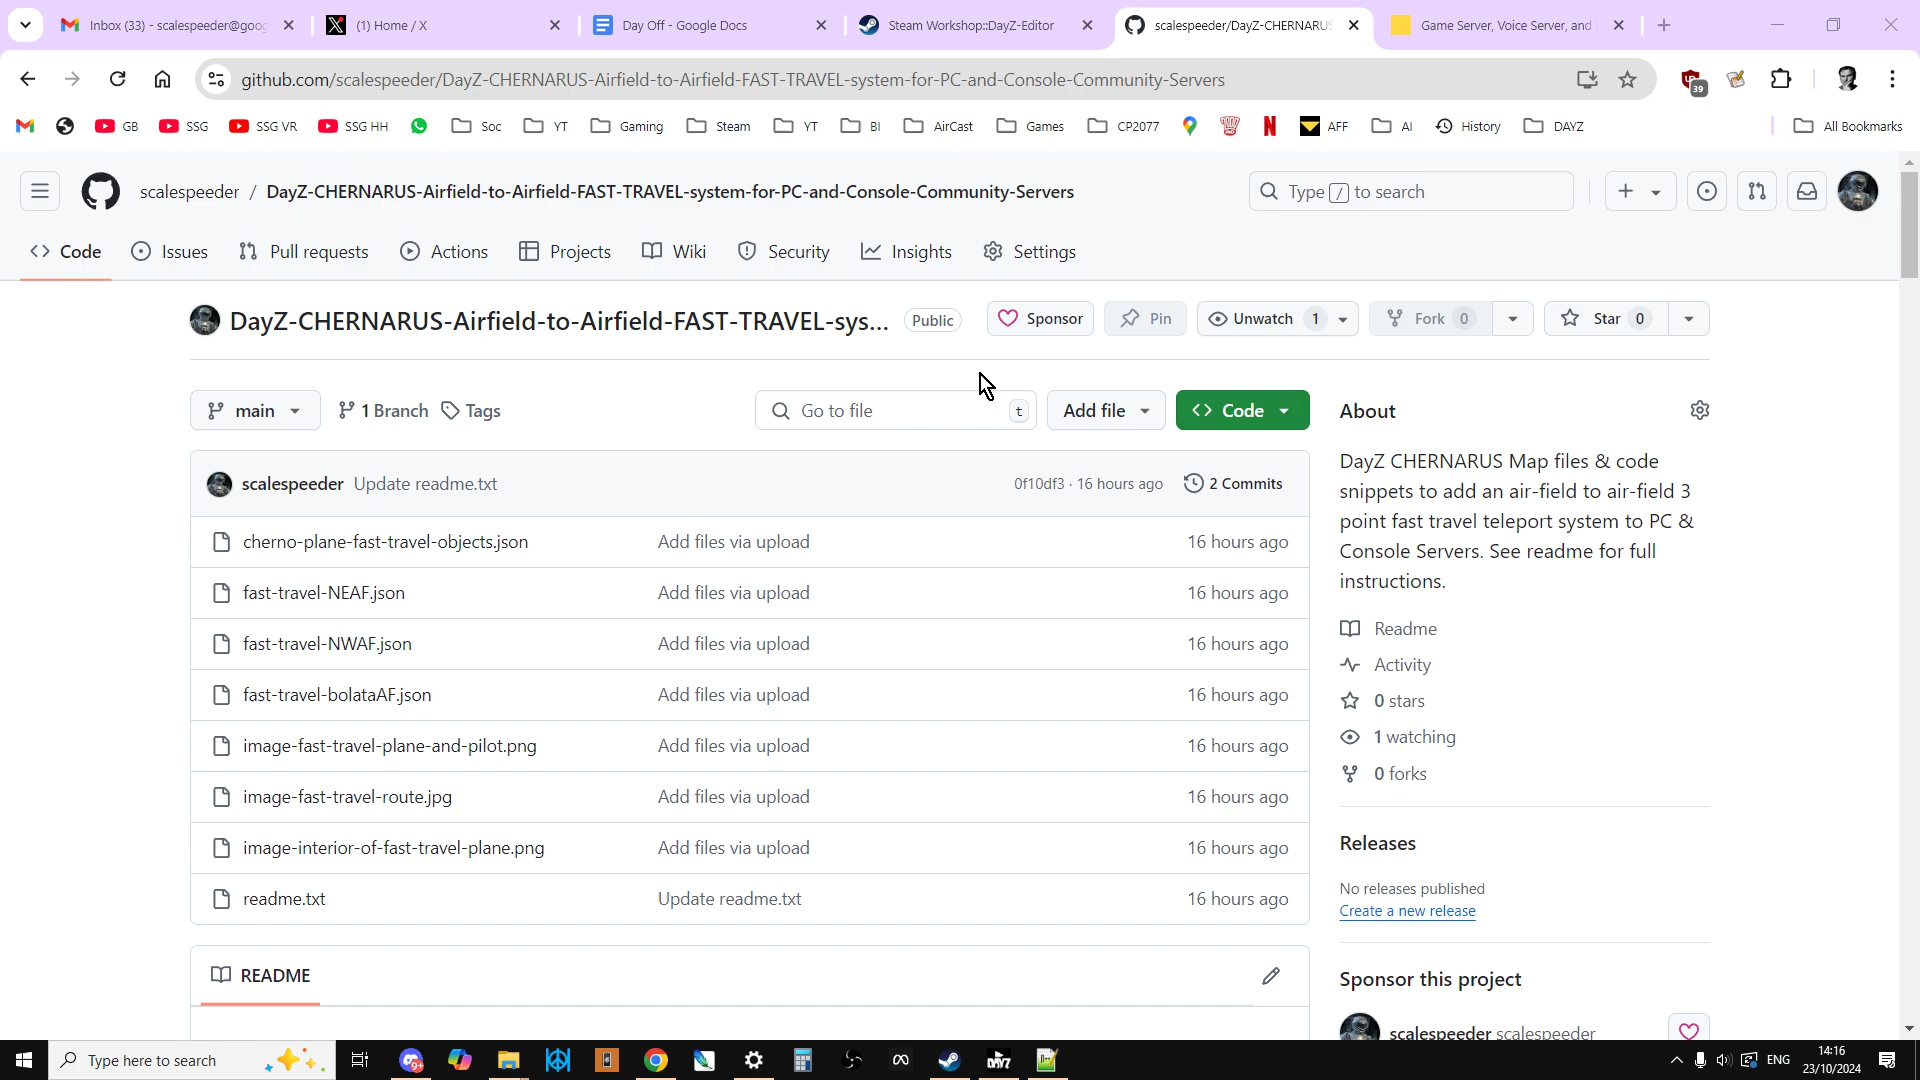 Inbox (33) - scalespeeder@goog
(1) Home / X
Day Off - Google Docs
Steam Workshop::DayZ-Editor
scalespeeder/DayZ-CHERNARUS
Game Server, Voice Server, and
github.com/scalespeeder/DayZ-CHERNARUS-Airfield-to-Airfield-FAST-TRAVEL-system-for-PC-and-Console-Community-Servers
39
GB
SSG
SSG VR
SSG HH
Soc
YT
Gaming
Steam
YT
BI
AirCast
Games
CP2077
AFF
AI
History
DAYZ
All Bookmarks
scalespeeder / DayZ-CHERNARUS-Airfield-to-Airfield-FAST-TRAVEL-system-for-PC-and-Console-Community-Servers
Type / to search
Code
Issues
Pull requests
Actions
Projects
Wiki
Security
Insights
Settings
DayZ-CHERNARUS-Airfield-to-Airfield-FAST-TRAVEL-sys...
Public
Sponsor
Pin
Unwatch 1
Fork 0
Star 0
main
1 Branch
Tags
Go to file
t
Add file
Code
scalespeeder Update readme.txt
0f10df3 · 16 hours ago
2 Commits
cherno-plane-fast-travel-objects.json
Add files via upload
16 hours ago
fast-travel-NEAF.json
Add files via upload
16 hours ago
fast-travel-NWAF.json
Add files via upload
16 hours ago
fast-travel-bolataAF.json
Add files via upload
16 hours ago
image-fast-travel-plane-and-pilot.png
Add files via upload
16 hours ago
image-fast-travel-route.jpg
Add files via upload
16 hours ago
image-interior-of-fast-travel-plane.png
Add files via upload
16 hours ago
readme.txt
Update readme.txt
16 hours ago
README
About
DayZ CHERNARUS Map files & code
snippets to add an air-field to air-field 3
point fast travel teleport system to PC &
Console Servers. See readme for full
instructions.
Readme
Activity
0 stars
1 watching
0 forks
Releases
No releases published
Create a new release
Sponsor this project
scalespeeder scalespeeder
Type here to search
9+
DAYZ
ENG
14:16
23/10/2024